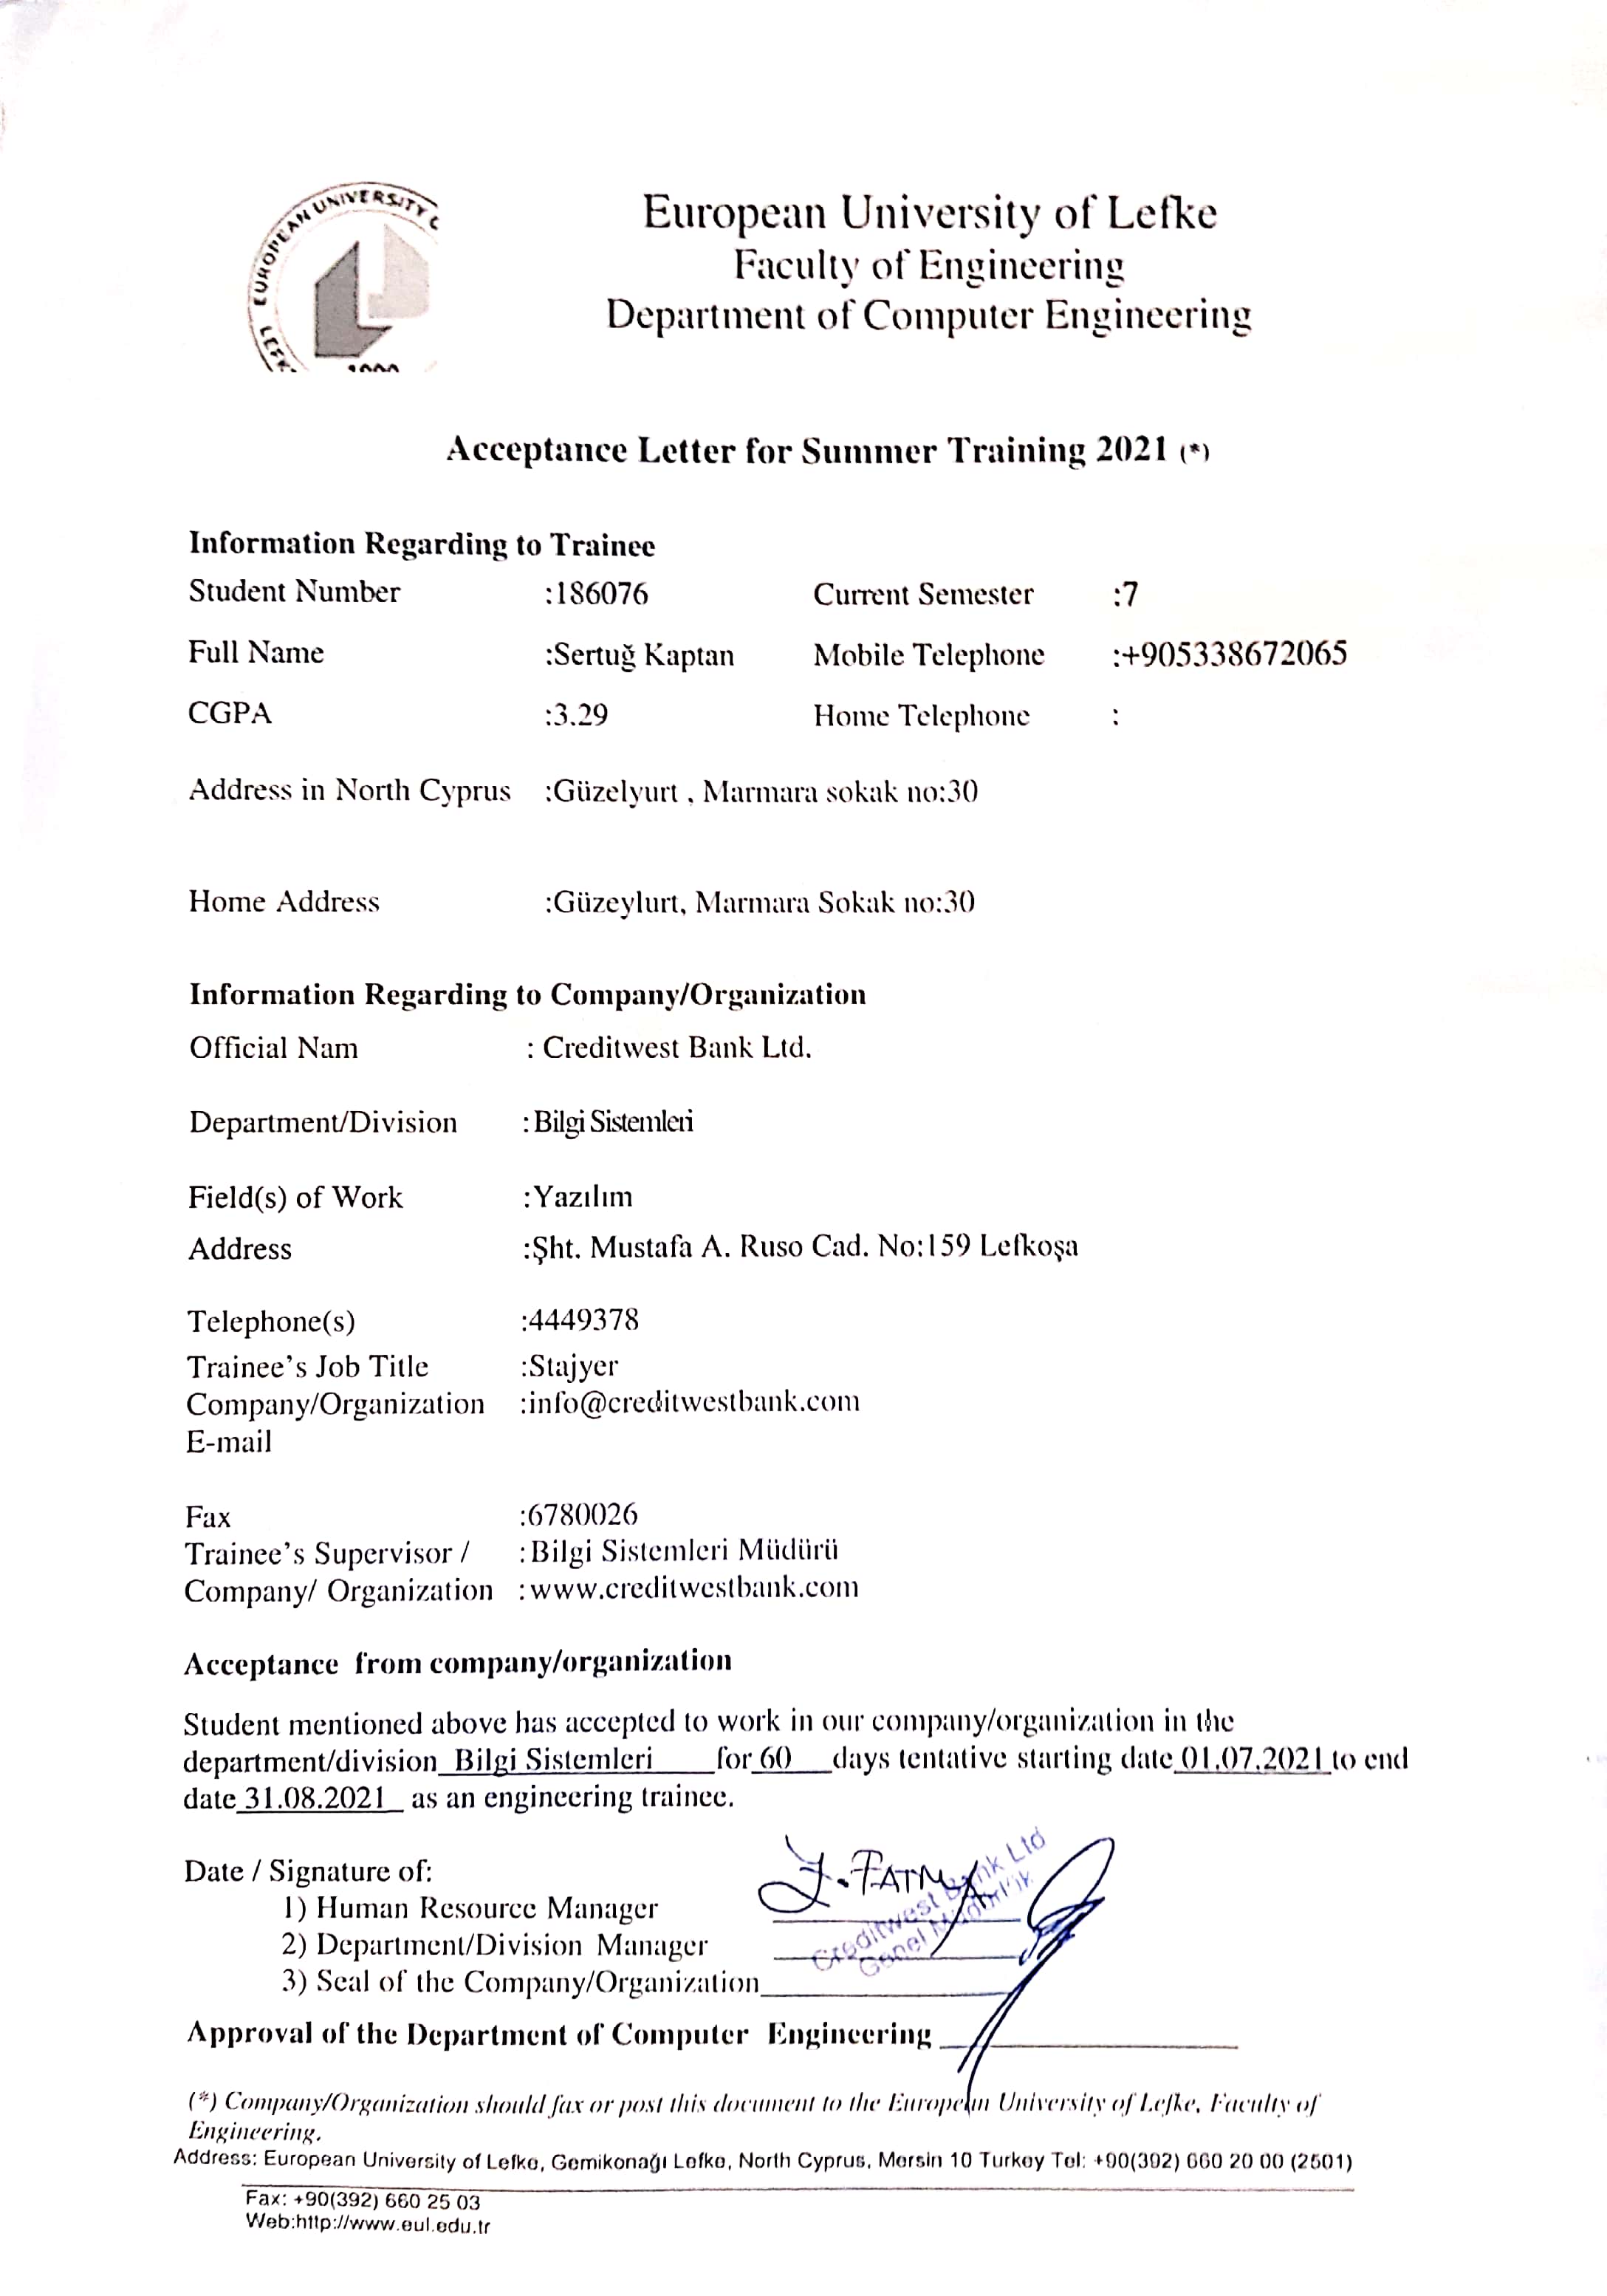 EUROPEAN UNIVERSITY
LEFK
European University of Lefke
Faculty of Engineering
Department of Computer Engineering
Acceptance Letter for Summer Training 2021 (*)
Information Regarding to Trainee
Student Number :186076 Current Semester :7
Full Name :Sertuğ Kaptan Mobile Telephone :+905338672065
CGPA :3.29 Home Telephone :
Address in North Cyprus :Güzelyurt , Marmara sokak no:30
Home Address :Güzeylurt, Marmara Sokak no:30
Information Regarding to Company/Organization
Official Nam : Creditwest Bank Ltd.
Department/Division : Bilgi Sistemleri
Field(s) of Work :Yazılım
Address :Şht. Mustafa A. Ruso Cad. No:159 Lefkoşa
Telephone(s) :4449378
Trainee's Job Title :Stajyer
Company/Organization :info@creditwestbank.com
E-mail
Fax :6780026
Trainee's Supervisor / : Bilgi Sistemleri Müdürü
Company/ Organization : www.creditwestbank.com
Acceptance from company/organization
Student mentioned above has accepted to work in our company/organization in the
department/division Bilgi Sistemleri for 60 days tentative starting date 01.07.2021 to end
date 31.08.2021 as an engineering trainee.
Date / Signature of:
1) Human Resource Manager
2) Department/Division Manager
3) Seal of the Company/Organization
Creditwest Bank Ltd
Genel Müdürlük
Approval of the Department of Computer Engineering
(*) Company/Organization should fax or post this document to the European University of Lefke, Faculty of
Engineering.
Address: European University of Lefke, Gemikonağı Lefke, North Cyprus, Mersin 10 Turkey Tel: +90(392) 660 20 00 (2501)
Fax: +90(392) 660 25 03
Web:http://www.eul.edu.tr